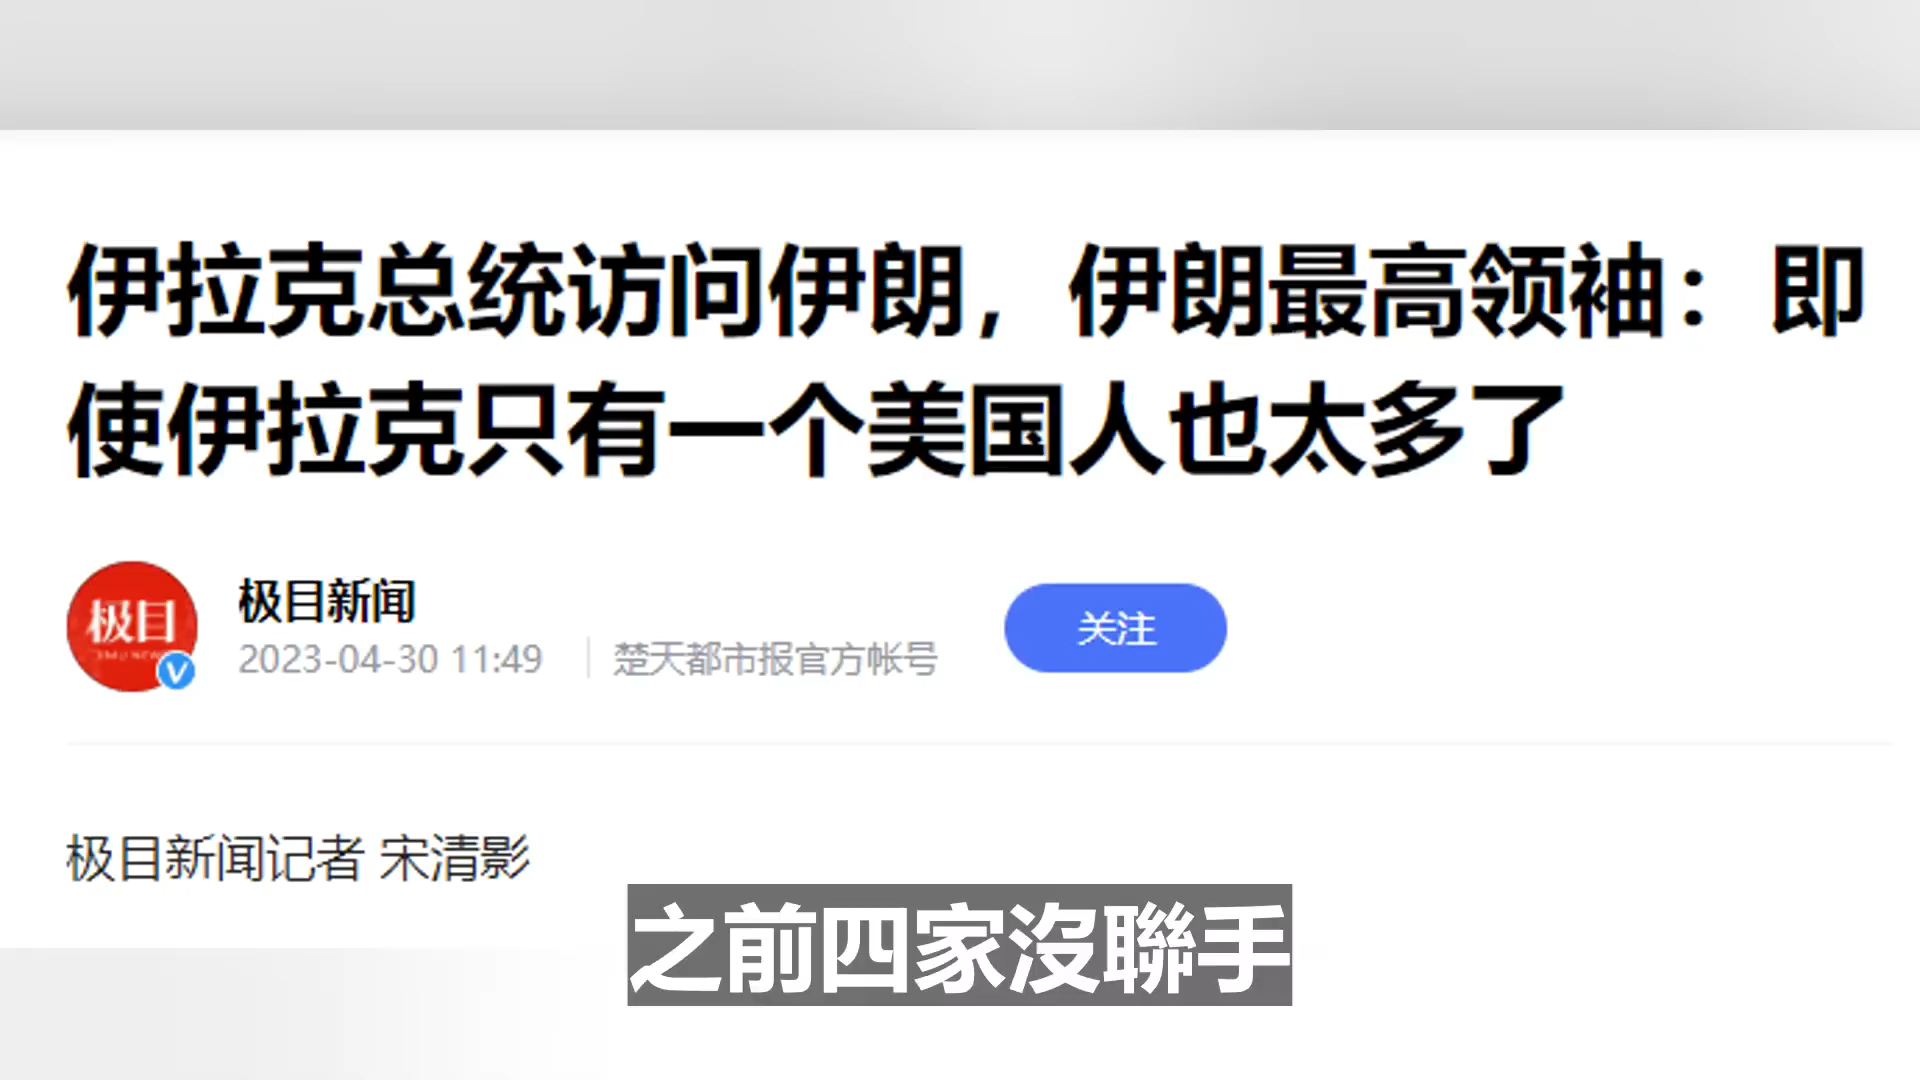 伊拉克总统访问伊朗，伊朗最高领袖：即
使伊拉克只有一个美国人也太多了
极目
极目新闻
2023-04-30 11:49 楚天都市报官方帐号
关注
极目新闻记者 宋清影
之前四家沒聯手